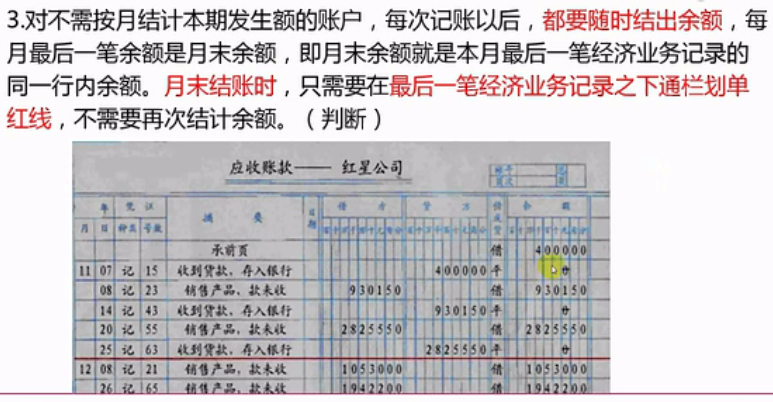 3.对不需按月结计本期发生额的账户，每次记账以后，都要随时结出余额，每
月最后一笔余额是月末余额，即月末余额就是本月最后一笔经济业务记录的
同一行内余额。月末结账时，只需要在最后一笔经济业务记录之下通栏划单
红线，不需要再次结计余额。（判断）
应收账款—— 红星公司
年 凭 证 摘 要 日期 借 方 贷 方 借或贷 余 额
月 日 种类 号数
承前页 借 400000
11 07 记 15 收到货款，存入银行 400000 平 0
08 记 23 销售产品，款未收 930150 借 930150
14 记 43 收到货款，存入银行 930150 平 0
20 记 55 销售产品，款未收 2825550 借 2825550
25 记 63 收到货款，存入银行 2825550 平 0
12 08 记 21 销售产品，款未收 1053000 借 1053000
26 记 65 销售产品，款未收 1942200 借 1942200